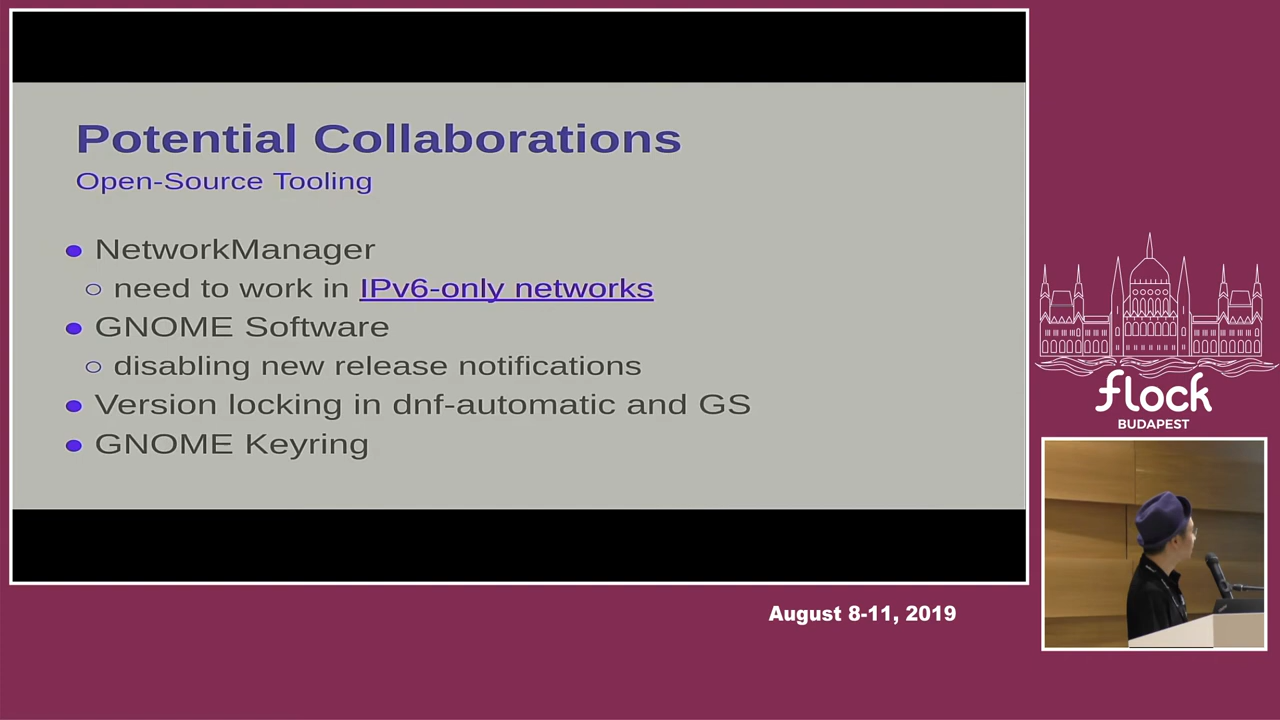 Potential Collaborations
Open-Source Tooling
NetworkManager
need to work in IPv6-only networks
GNOME Software
disabling new release notifications
Version locking in dnf-automatic and GS
GNOME Keyring
flock
BUDAPEST
August 8-11, 2019